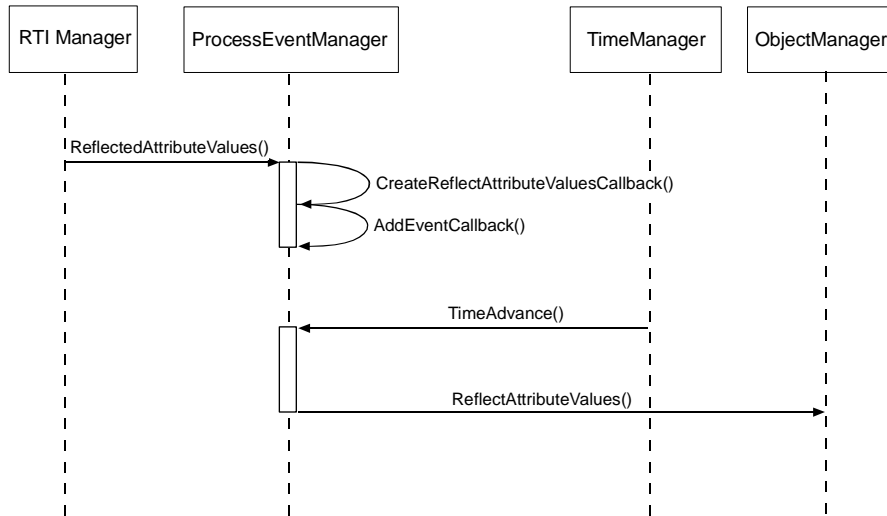 RTI Manager
ProcessEventManager
TimeManager
ObjectManager
ReflectedAttributeValues()
CreateReflectAttributeValuesCallback()
AddEventCallback()
TimeAdvance()
ReflectAttributeValues()